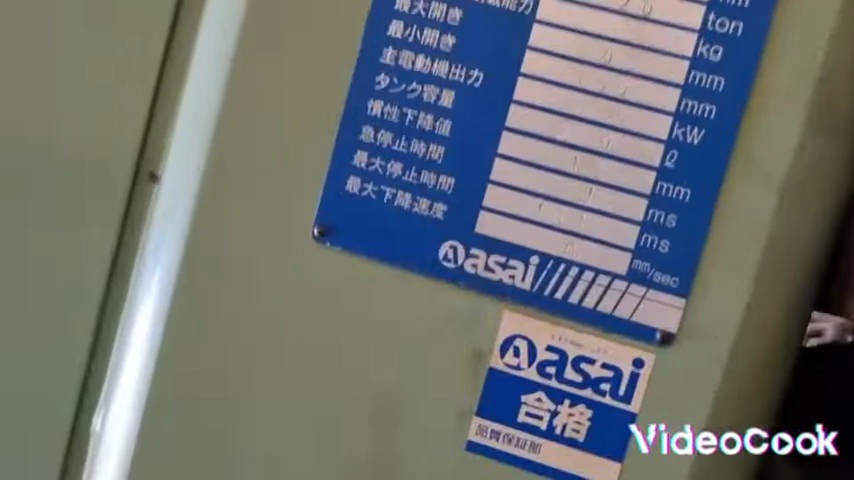 ton
最大開き
kg
最小開き
mm
主電動機出力
mm
タンク容量
kW
慣性下降値
ℓ
急停止時間
mm
最大停止時間
ms
最大下降速度
ms
mm/sec
asai
asai
合格
品質保証部
VideoCook